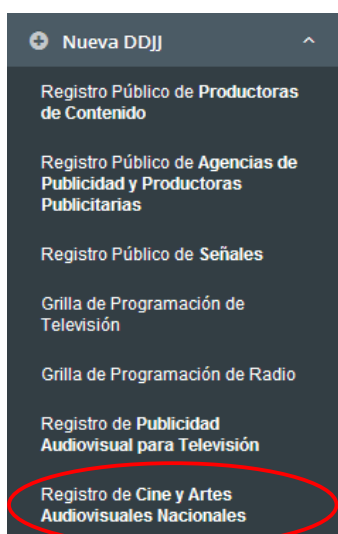 Nueva DDJJ
Registro Público de Productoras
de Contenido
Registro Público de Agencias de
Publicidad y Productoras
Publicitarias
Registro Público de Señales
Grilla de Programación de
Televisión
Grilla de Programación de Radio
Registro de Publicidad
Audiovisual para Televisión
Registro de Cine y Artes
Audiovisuales Nacionales